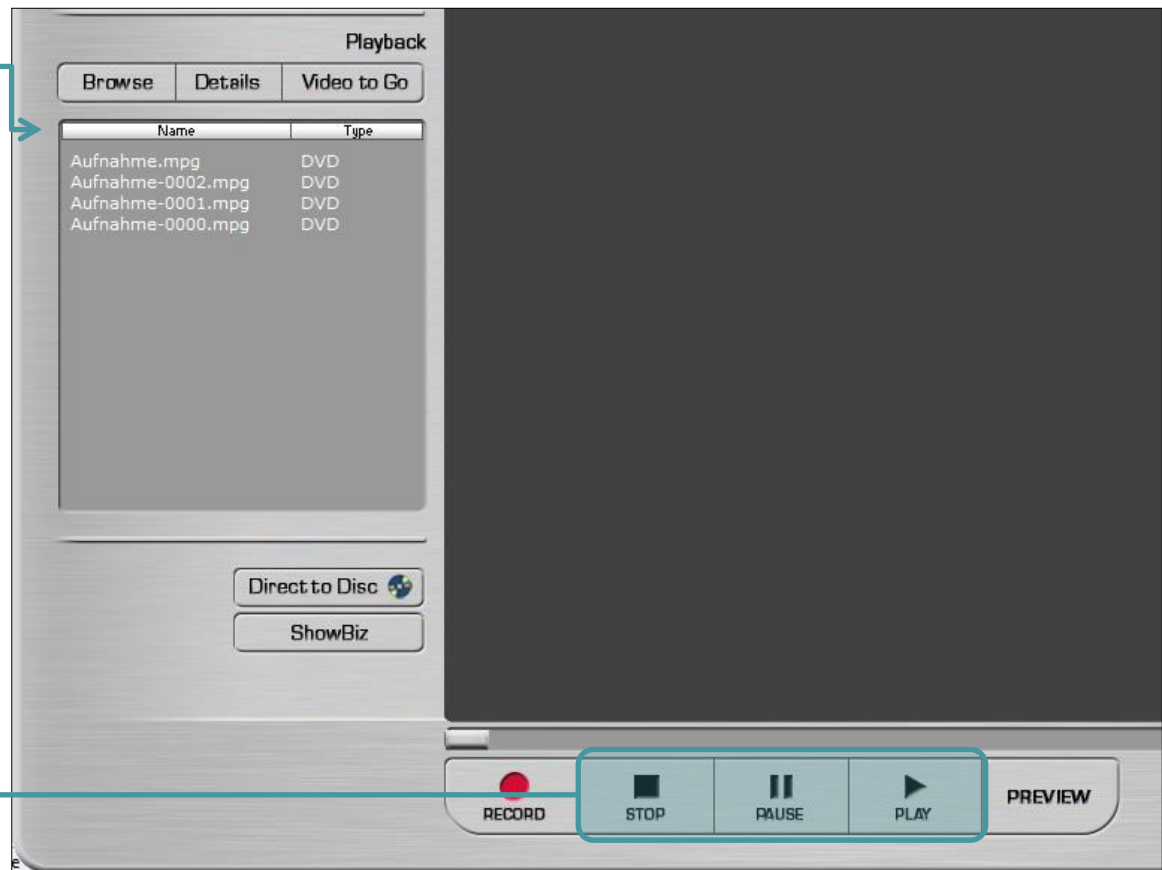 Playback
Browse Details Video to Go
Name Type
Aufnahme.mpg DVD
Aufnahme-0002.mpg DVD
Aufnahme-0001.mpg DVD
Aufnahme-0000.mpg DVD
Direct to Disc
ShowBiz
RECORD STOP PAUSE PLAY PREVIEW
e